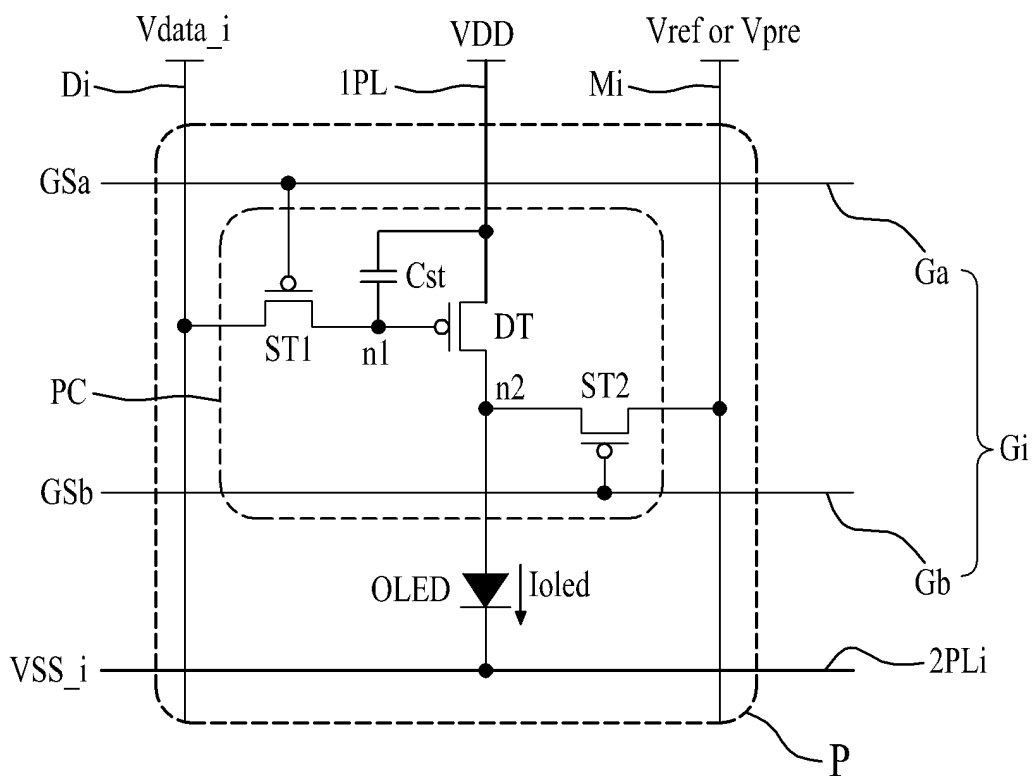 Vdata_i
VDD
Vref or Vpre
Di
1PL
Mi
GSa
Ga
Cst
DT
ST1
n1
PC
n2
ST2
Gi
GSb
Gb
OLED
Ioled
VSS_i
2PLi
P